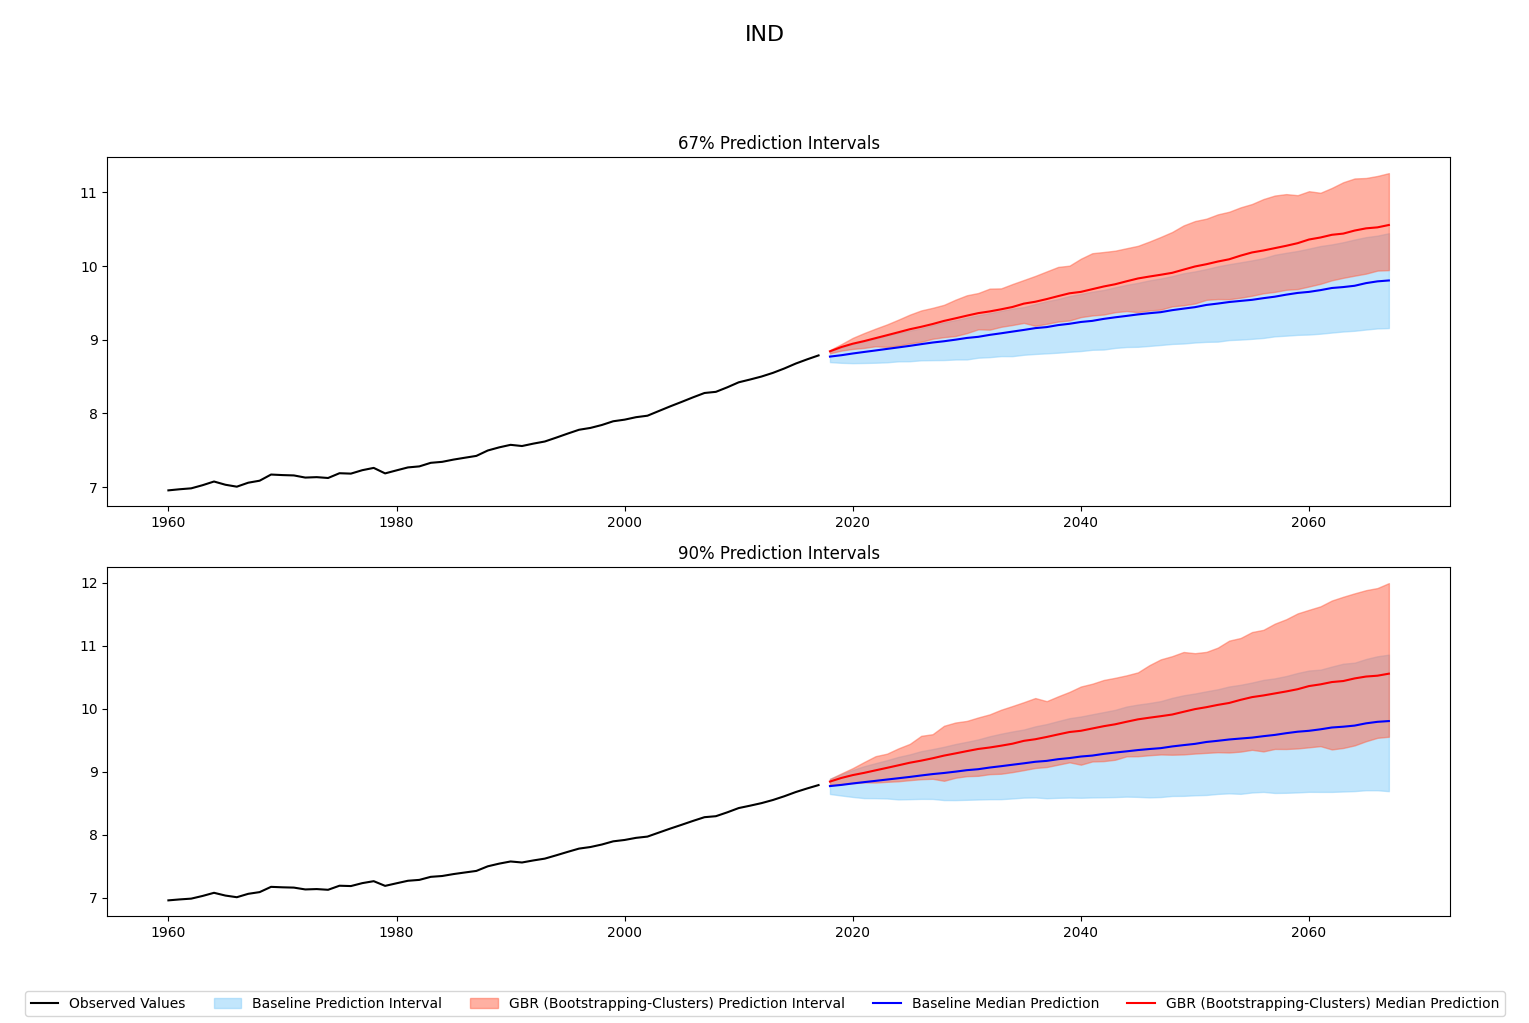 IND
67% Prediction Intervals
11
10
9
8
7
1960 1980 2000 2020 2040 2060
90% Prediction Intervals
12
11
10
9
8
7
1960 1980 2000 2020 2040 2060
Observed Values Baseline Prediction Interval GBR (Bootstrapping-Clusters) Prediction Interval Baseline Median Prediction GBR (Bootstrapping-Clusters) Median Prediction